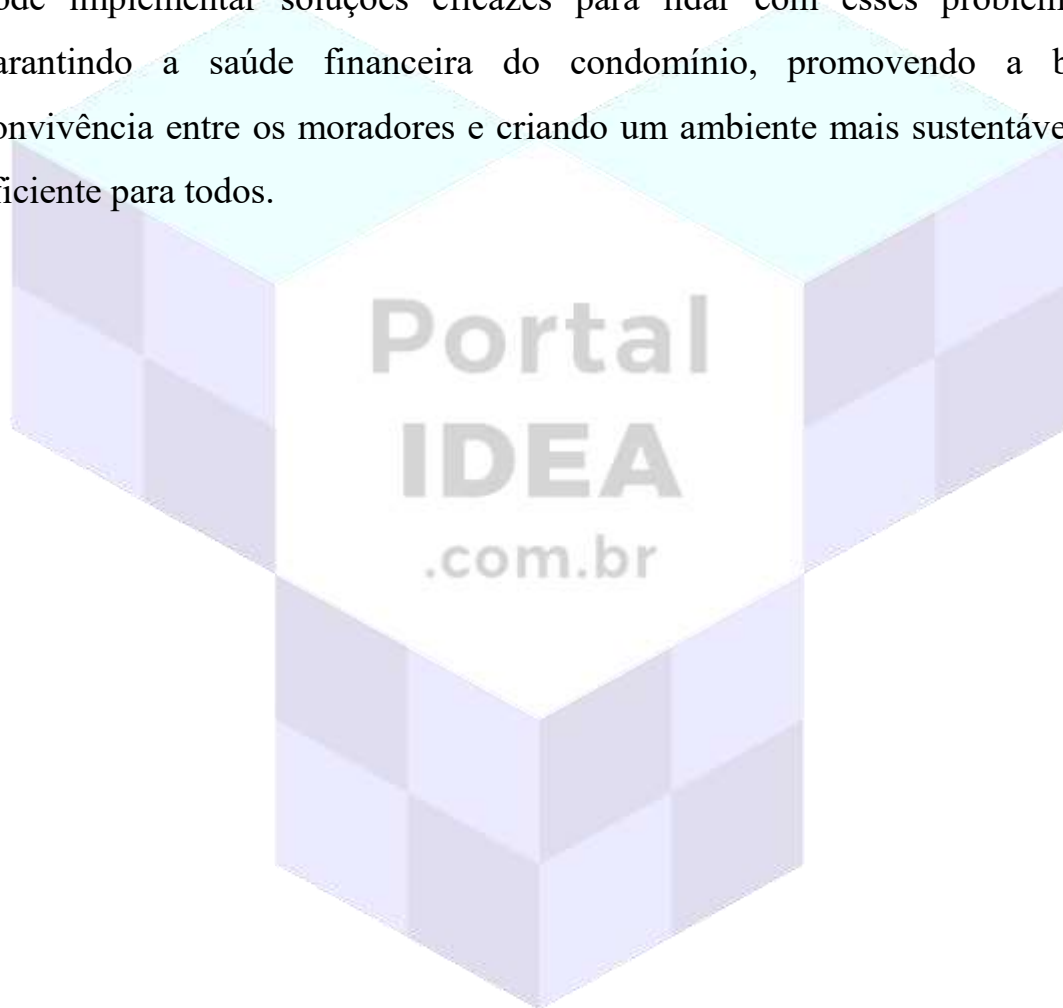 ode implementar soluções eficazes para lidar com esses problem
arantindo a saúde financeira do condomínio, promovendo a b
onvivência entre os moradores e criando um ambiente mais sustentáve
ficiente para todos.
Portal
IDEA
.com.br